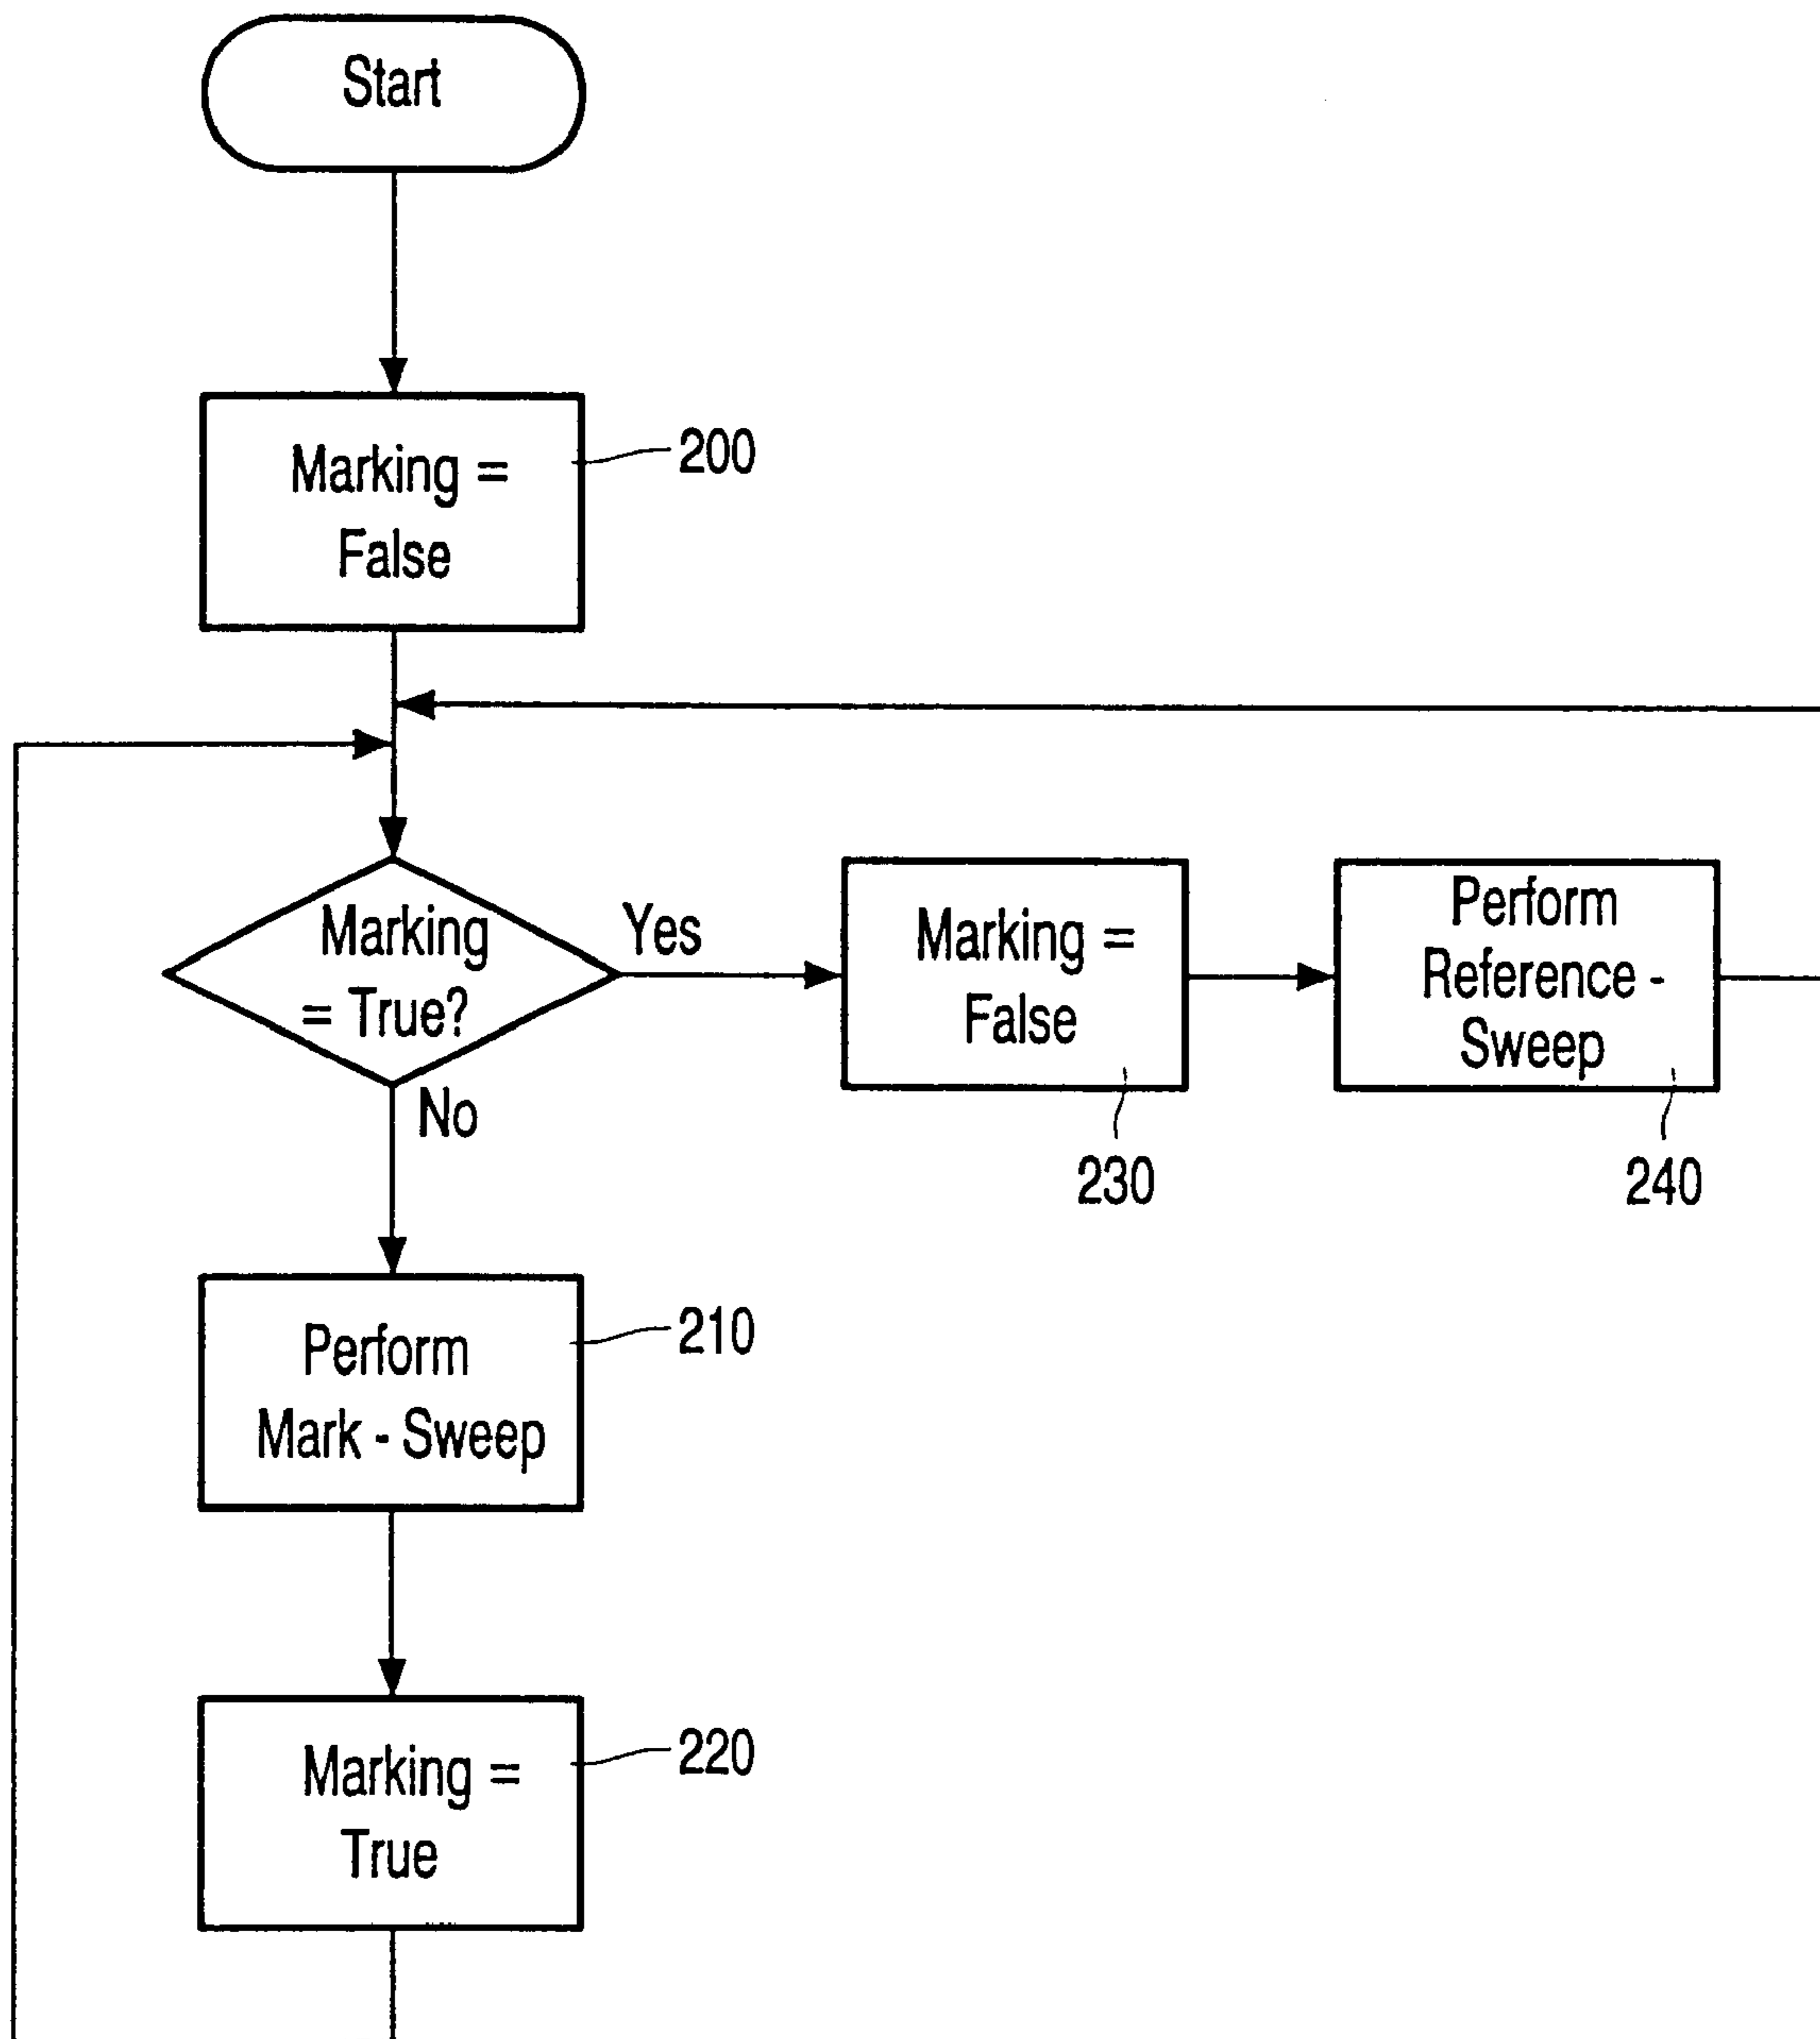 Start
Marking =
False
200
Marking
= True?
Yes
No
Marking =
False
230
Perform
Reference -
Sweep
240
Perform
Mark - Sweep
210
Marking =
True
220